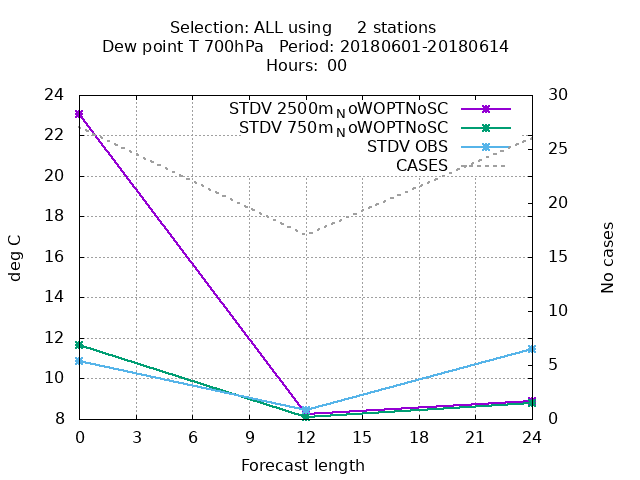 Selection: ALL using 2 stations
Dew point T 700hPa Period: 20180601-20180614
Hours: 00
STDV 2500m_NoWOPTNoSC
STDV 750m_NoWOPTNoSC
STDV OBS
CASES
24
22
20
18
16
14
12
10
8
deg C
30
25
20
15
10
5
0
No cases
0 3 6 9 12 15 18 21 24
Forecast length